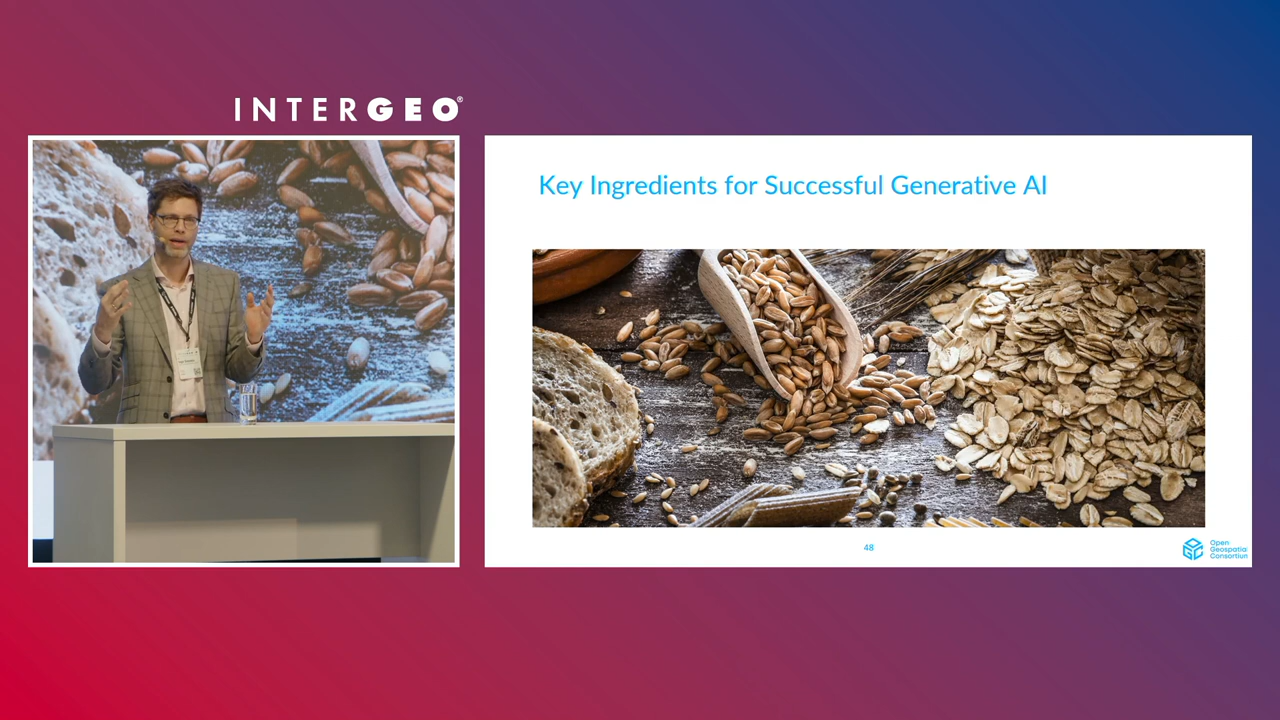 INTERGEO®
Key Ingredients for Successful Generative AI
48
Open
Geospatial
Consortium